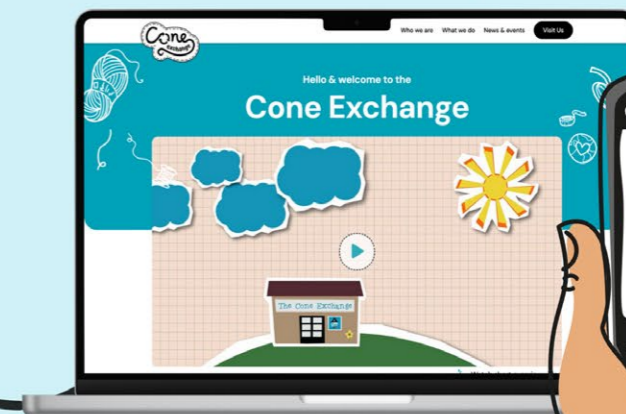 Cone
exchange
Who we are What we do News & events Visit Us
Hello & welcome to the
Cone Exchange
The Cone Exchange